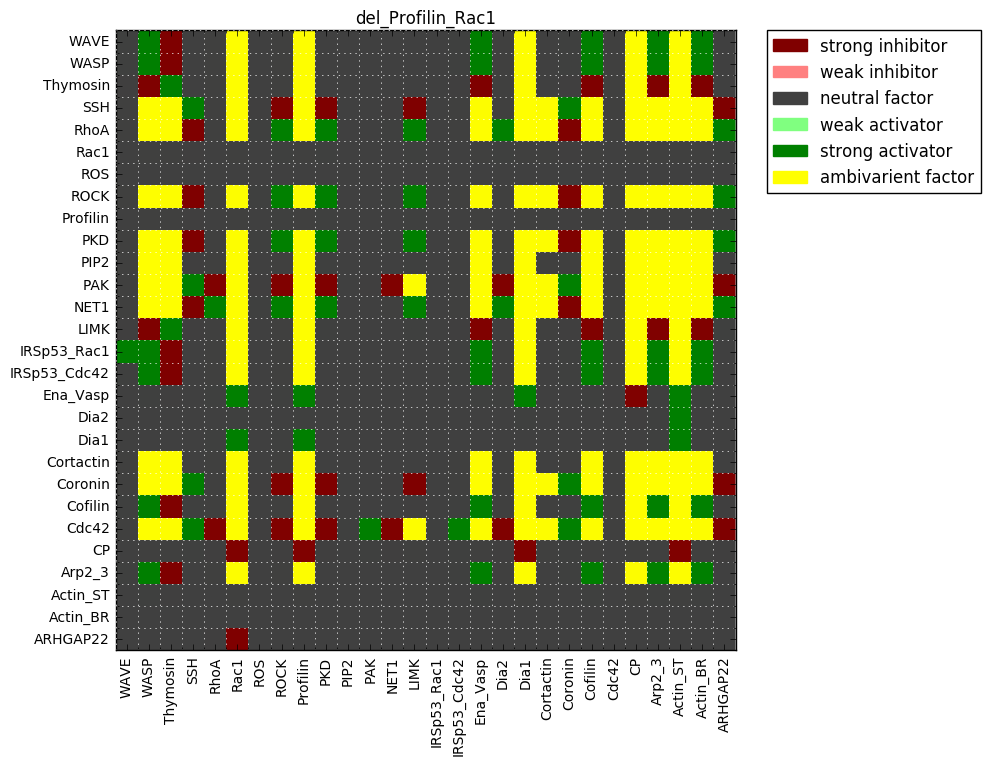 del_Profilin_Rac1
WAVE
WASP
Thymosin
SSH
RhoA
Rac1
ROS
ROCK
Profilin
PKD
PIP2
PAK
NET1
LIMK
IRSp53_Rac1
IRSp53_Cdc42
Ena_Vasp
Dia2
Dia1
Cortactin
Coronin
Cofilin
Cdc42
CP
Arp2_3
Actin_ST
Actin_BR
ARHGAP22
WAVE
WASP
Thymosin
SSH
RhoA
Rac1
ROS
ROCK
Profilin
PKD
PIP2
PAK
NET1
LIMK
IRSp53_Rac1
IRSp53_Cdc42
Ena_Vasp
Dia2
Dia1
Cortactin
Coronin
Cofilin
Cdc42
CP
Arp2_3
Actin_ST
Actin_BR
ARHGAP22
strong inhibitor
weak inhibitor
neutral factor
weak activator
strong activator
ambivarient factor